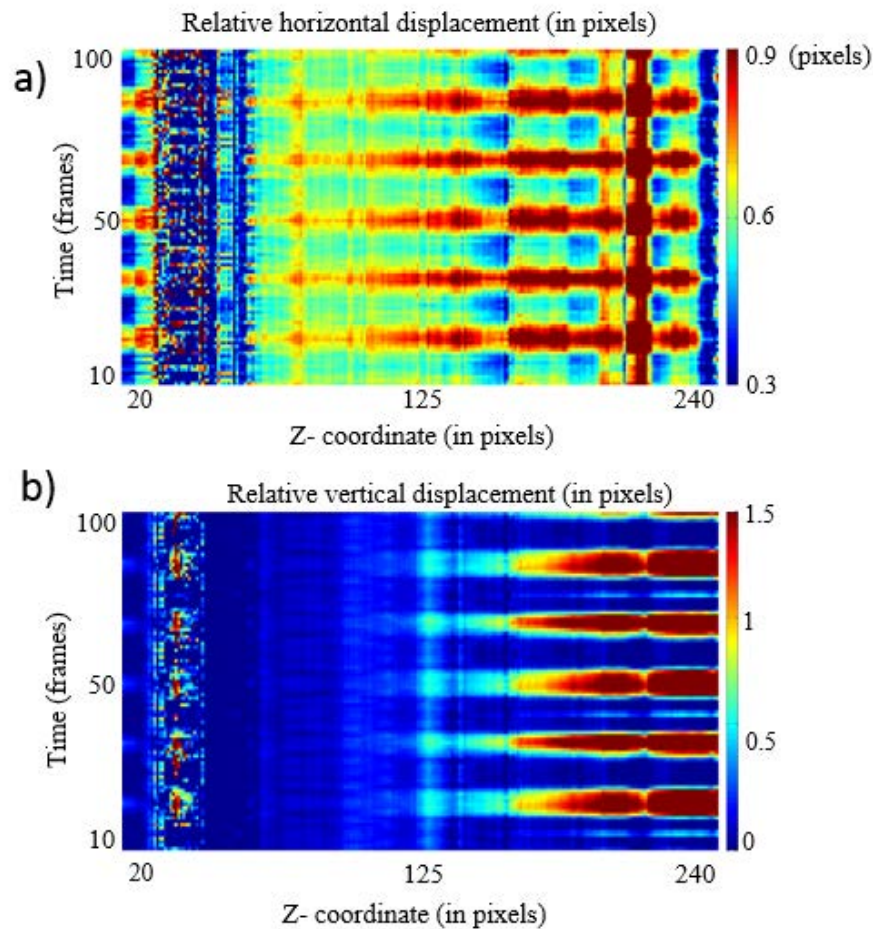 Relative horizontal displacement (in pixels)
a)
100
50
10
Time (frames)
20 125 240
Z- coordinate (in pixels)
0.9 (pixels)
0.6
0.3
b)
Relative vertical displacement (in pixels)
100
50
10
Time (frames)
20 125 240
Z- coordinate (in pixels)
1.5
1
0.5
0